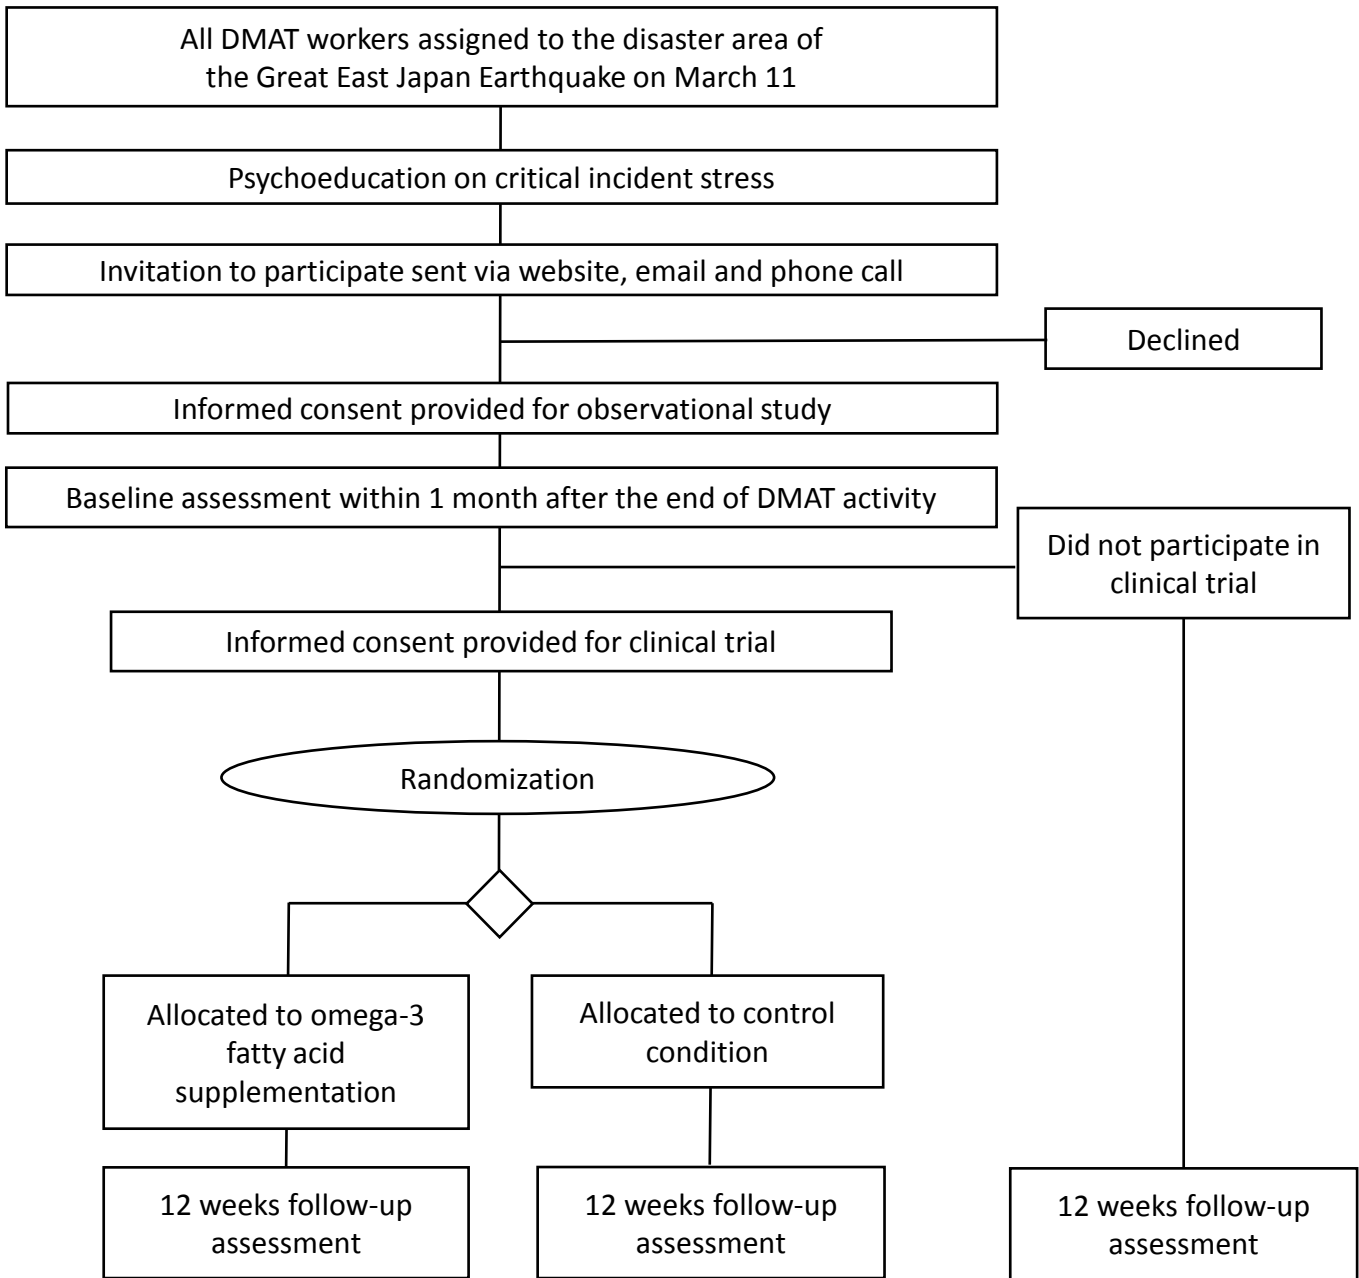 All DMAT workers assigned to the disaster area of
the Great East Japan Earthquake on March 11
Psychoeducation on critical incident stress
Invitation to participate sent via website, email and phone call
Declined
Informed consent provided for observational study
Baseline assessment within 1 month after the end of DMAT activity
Did not participate in
clinical trial
Informed consent provided for clinical trial
Randomization
Allocated to omega-3
fatty acid
supplementation
Allocated to control
condition
12 weeks follow-up
assessment
12 weeks follow-up
assessment
12 weeks follow-up
assessment